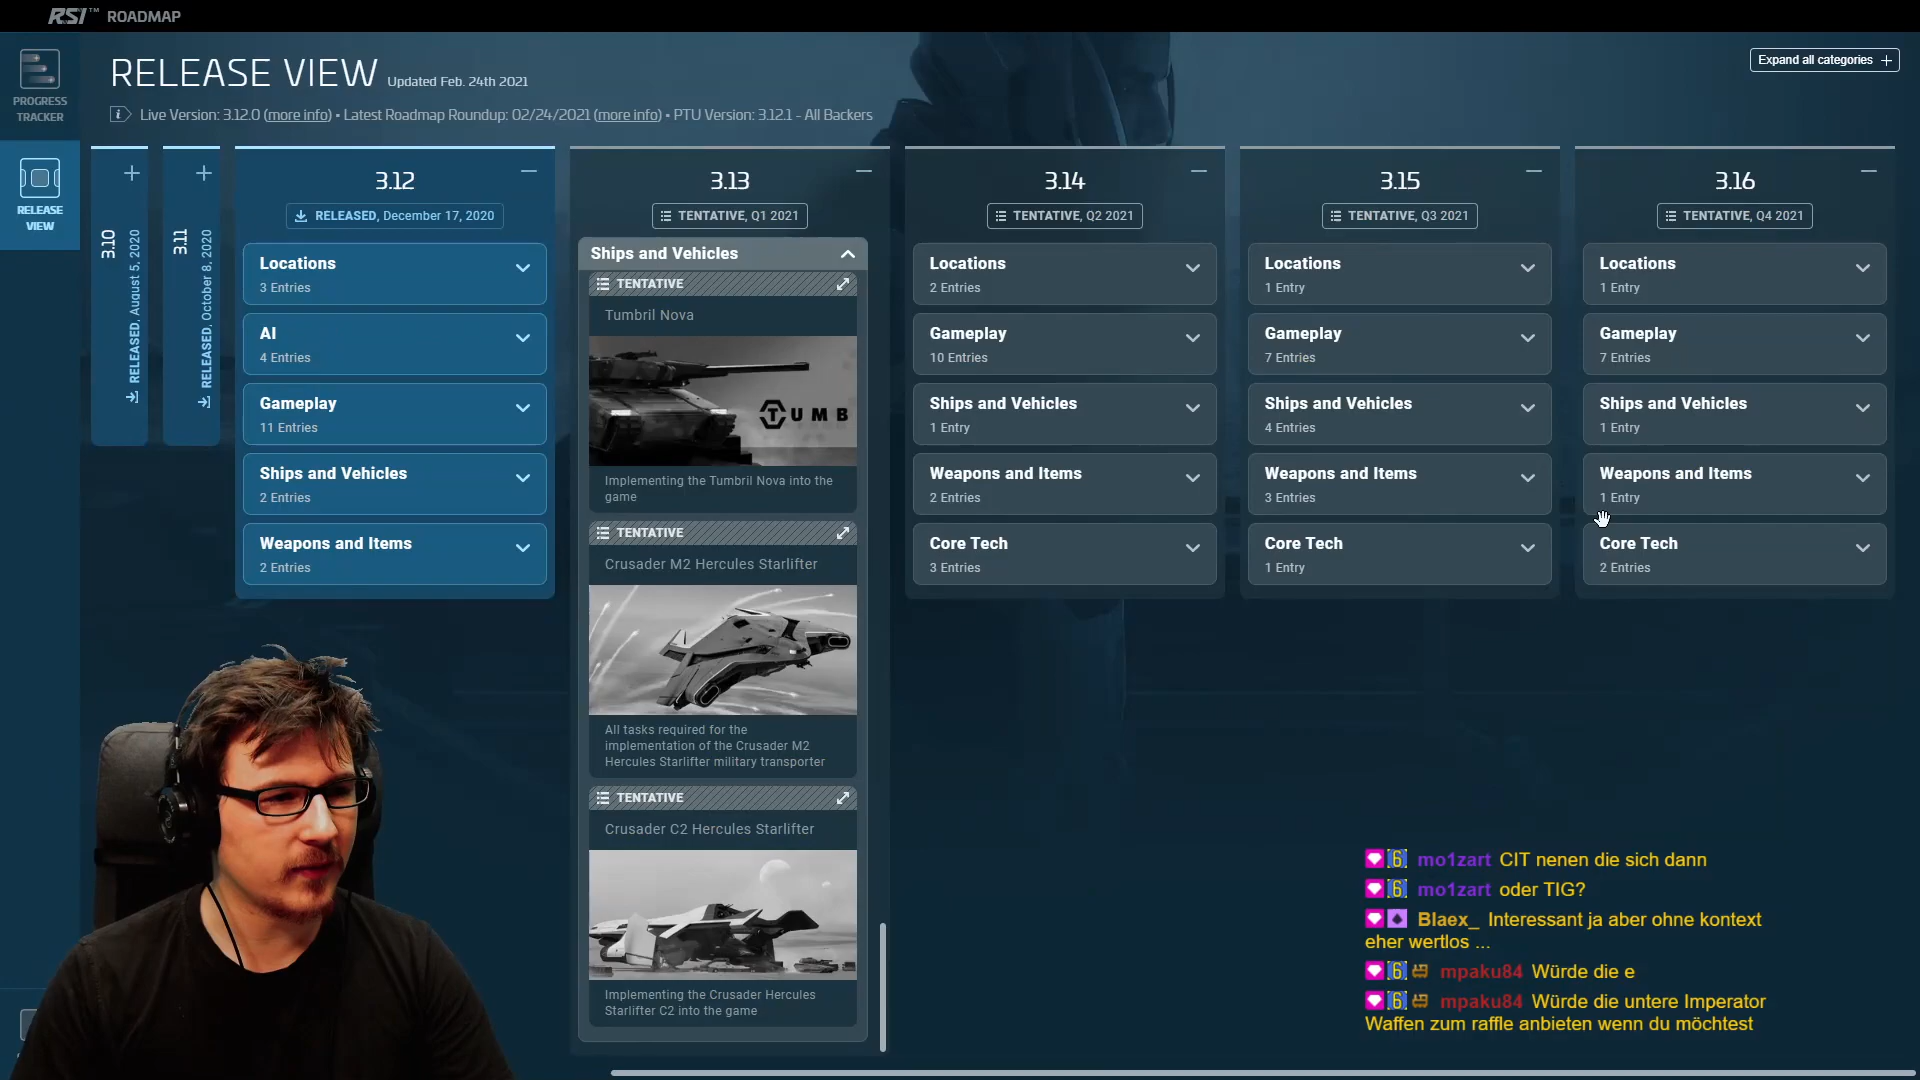 RSI™ ROADMAP
PROGRESS
TRACKER
RELEASE
VIEW
RELEASE VIEW Updated Feb. 24th 2021
Expand all categories +
Live Version: 3.12.0 (more info) • Latest Roadmap Roundup: 02/24/2021 (more info) • PTU Version: 3.12.1 - All Backers
3.10
RELEASED, August 5, 2020
3.11
RELEASED, October 8, 2020
3.12
RELEASED, December 17, 2020
Locations
3 Entries
AI
4 Entries
Gameplay
11 Entries
Ships and Vehicles
2 Entries
Weapons and Items
2 Entries
3.13
TENTATIVE, Q1 2021
Ships and Vehicles
TENTATIVE
Tumbril Nova
TUMB
Implementing the Tumbril Nova into the
game
TENTATIVE
Crusader M2 Hercules Starlifter
All tasks required for the
implementation of the Crusader M2
Hercules Starlifter military transporter
TENTATIVE
Crusader C2 Hercules Starlifter
Implementing the Crusader Hercules
Starlifter C2 into the game
3.14
TENTATIVE, Q2 2021
Locations
2 Entries
Gameplay
10 Entries
Ships and Vehicles
1 Entry
Weapons and Items
2 Entries
Core Tech
3 Entries
3.15
TENTATIVE, Q3 2021
Locations
1 Entry
Gameplay
7 Entries
Ships and Vehicles
4 Entries
Weapons and Items
3 Entries
Core Tech
1 Entry
3.16
TENTATIVE, Q4 2021
Locations
1 Entry
Gameplay
7 Entries
Ships and Vehicles
1 Entry
Weapons and Items
1 Entry
Core Tech
2 Entries
6 mo1zart CIT nenen die sich dann
6 mo1zart oder TIG?
Blaex_ Interessant ja aber ohne kontext
eher wertlos ...
6 mpaku84 Würde die e
6 mpaku84 Würde die untere Imperator
Waffen zum raffle anbieten wenn du möchtest